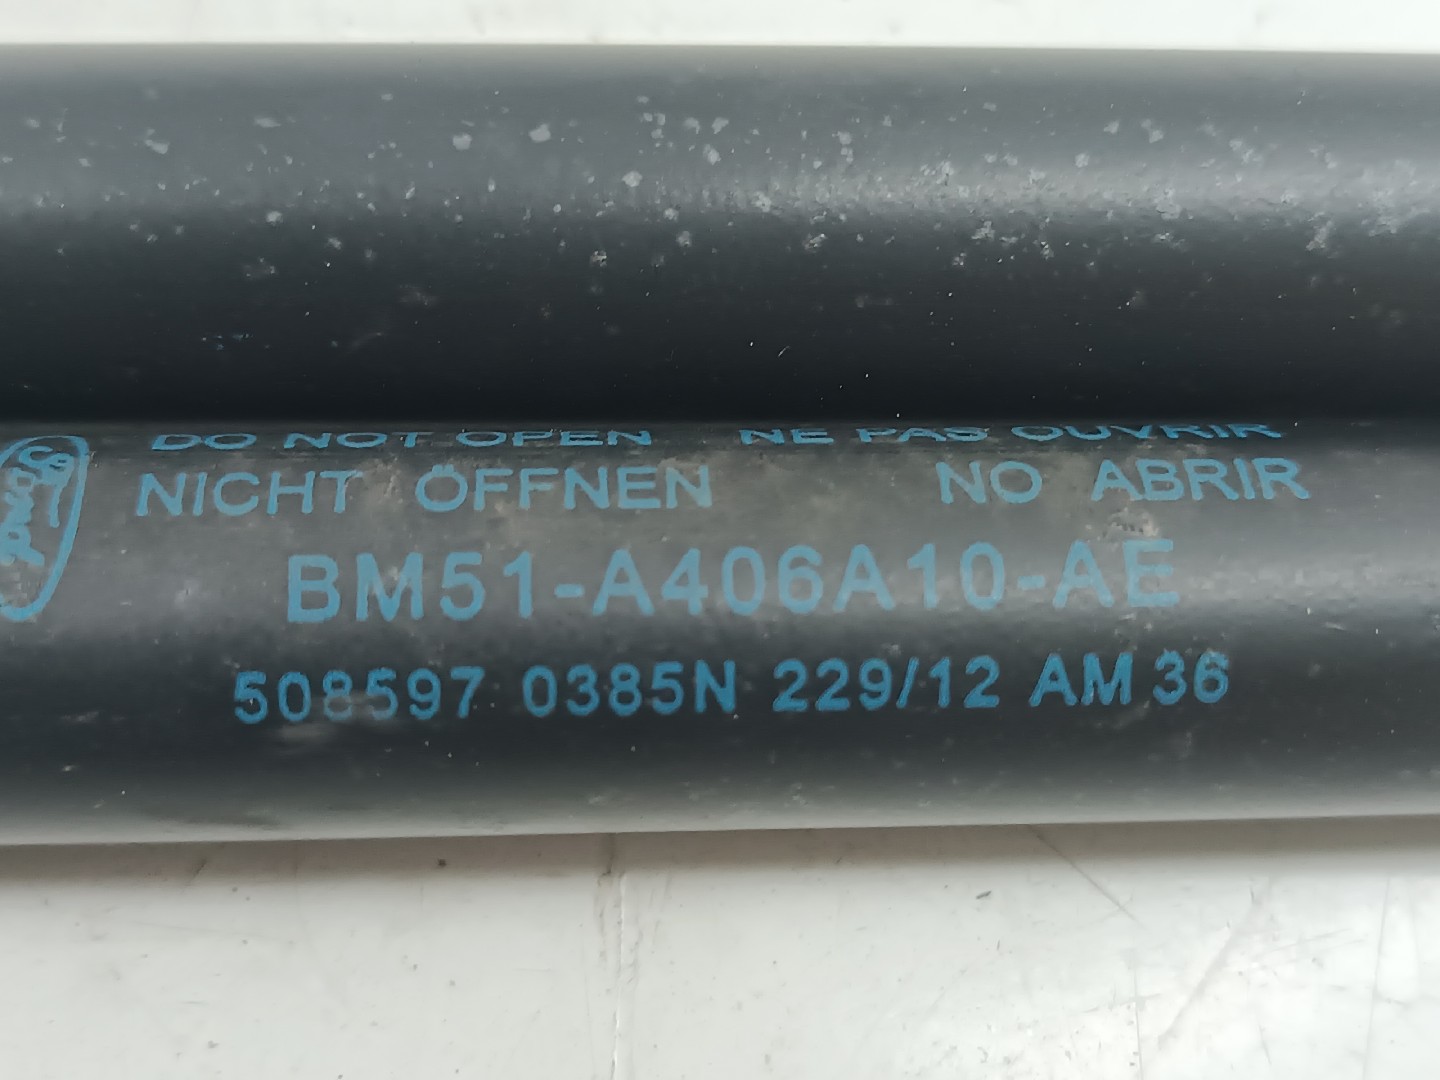 Ford
DO NOT OPEN NE PAS OUVRIR
NICHT ÖFFNEN NO ABRIR
BM51-A406A10-AE
508597 0385N 229/12 AM 36